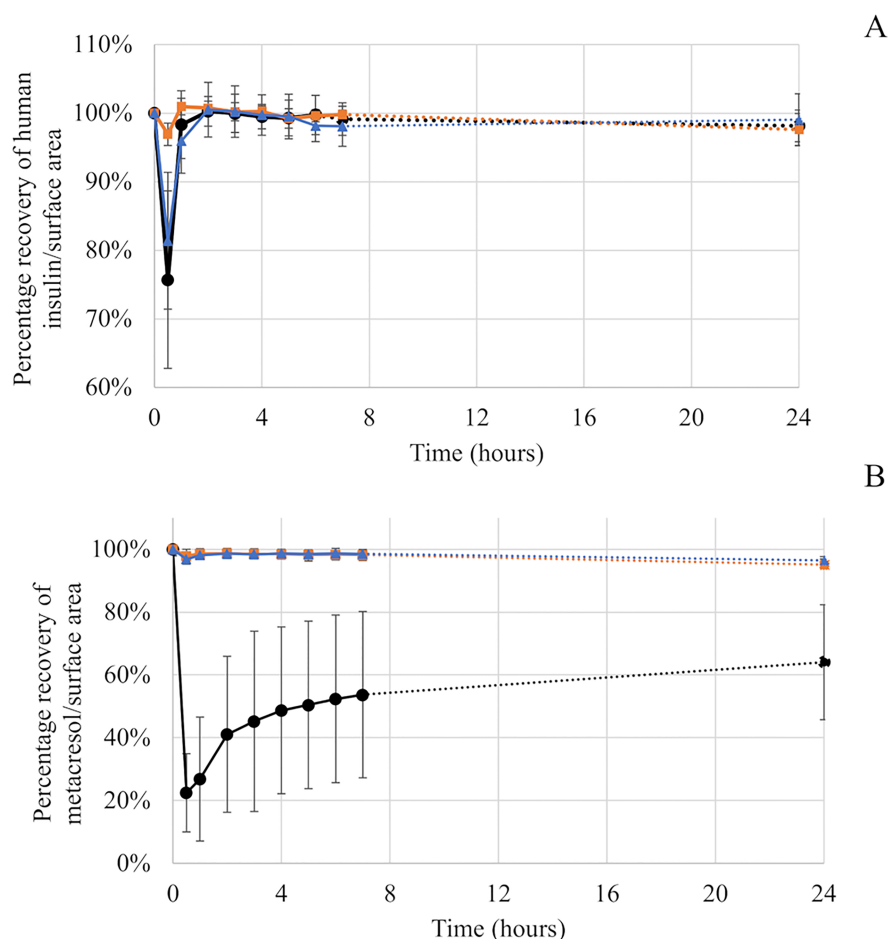 A
110%
100%
90%
80%
70%
60%
Percentage recovery of human
insulin/surface area
0 4 8 12 16 20 24
Time (hours)
B
100%
80%
60%
40%
20%
0%
Percentage recovery of
metacresol/surface area
0 4 8 12 16 20 24
Time (hours)